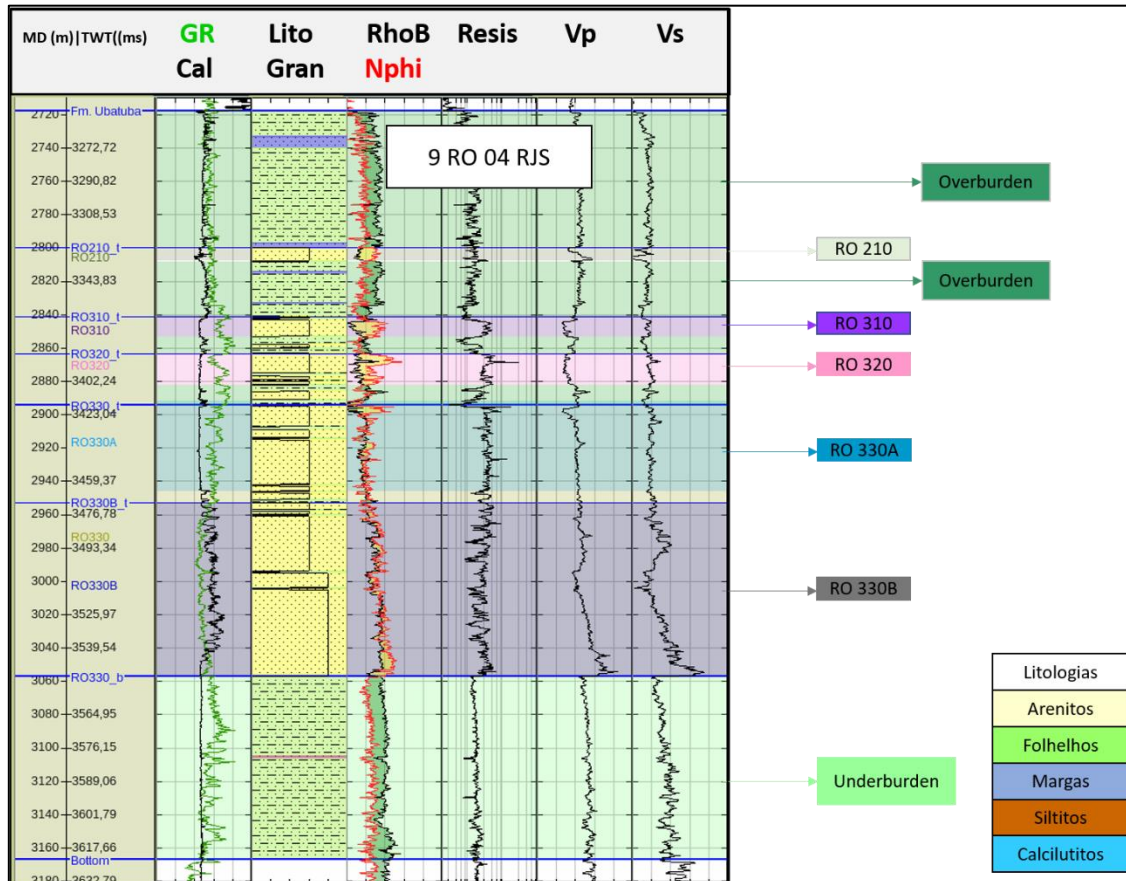 MD (m)|TWT((ms)
GR
Cal
Lito
Gran
RhoB
Nphi
Resis
Vp
Vs
9 RO 04 RJS
2720 Fm. Ubatuba
2740 3272,72
2760 3290,82
2780 3308,53
2800 RO210_t
RO210
2820 3343,83
2840 RO310_t
RO310
2860 RO320_t
RO320
2880 3402,24
RO330_t
2900 3423,04
2920 RO330A
2940 3459,37
RO330B_t
2960 3476,78
RO330
2980 3493,34
3000 RO330B
3020 3525,97
3040 3539,54
3060 RO330_b
3080 3564,95
3100 3576,15
3120 3589,06
3140 3601,79
3160 3617,66
Bottom
3180 3632,79
Overburden
RO 210
Overburden
RO 310
RO 320
RO 330A
RO 330B
Underburden
Litologias
Arenitos
Folhelhos
Margas
Siltitos
Calcilutitos